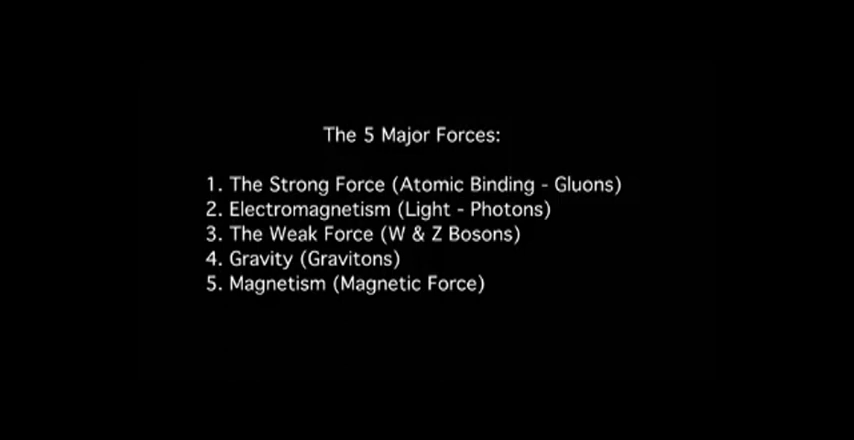 The 5 Major Forces:
1. The Strong Force (Atomic Binding - Gluons)
2. Electromagnetism (Light - Photons)
3. The Weak Force (W & Z Bosons)
4. Gravity (Gravitons)
5. Magnetism (Magnetic Force)